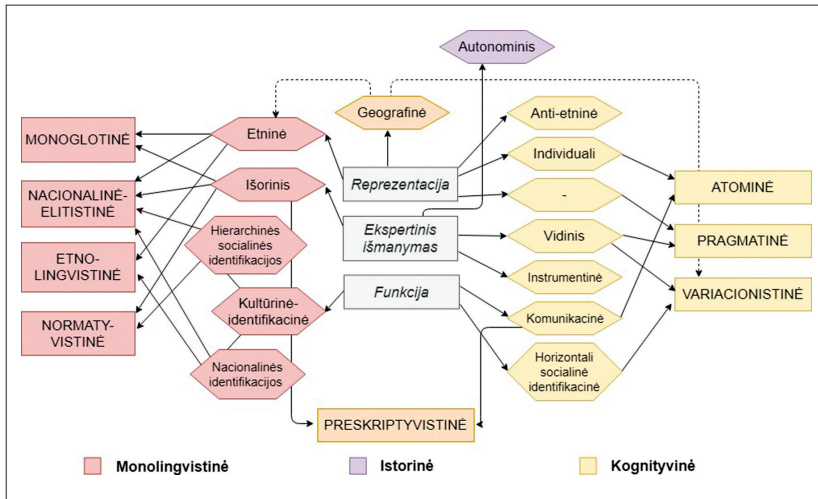 Autonominis
Geografinė
Etninė
Anti-etninė
MONOGLOTINĖ
Individuali
Išorinis
Reprezentacija
ATOMINĖ
NACIONALINĖ-
ELITISTINĖ
-
Hierarchinės
socialinės
identifikacijos
Ekspertinis
išmanymas
Vidinis
PRAGMATINĖ
ETNO-
LINGVISTINĖ
Instrumentinė
Funkcija
VARIACIONISTINĖ
Kultūrinė-
identifikacinė
Komunikacinė
NORMATY-
VISTINĖ
Nacionalinės
identifikacijos
Horizontali
socialinė
identifikacinė
PRESKRIPTYVISTINĖ
Monolingvistinė
Istorinė
Kognityvinė